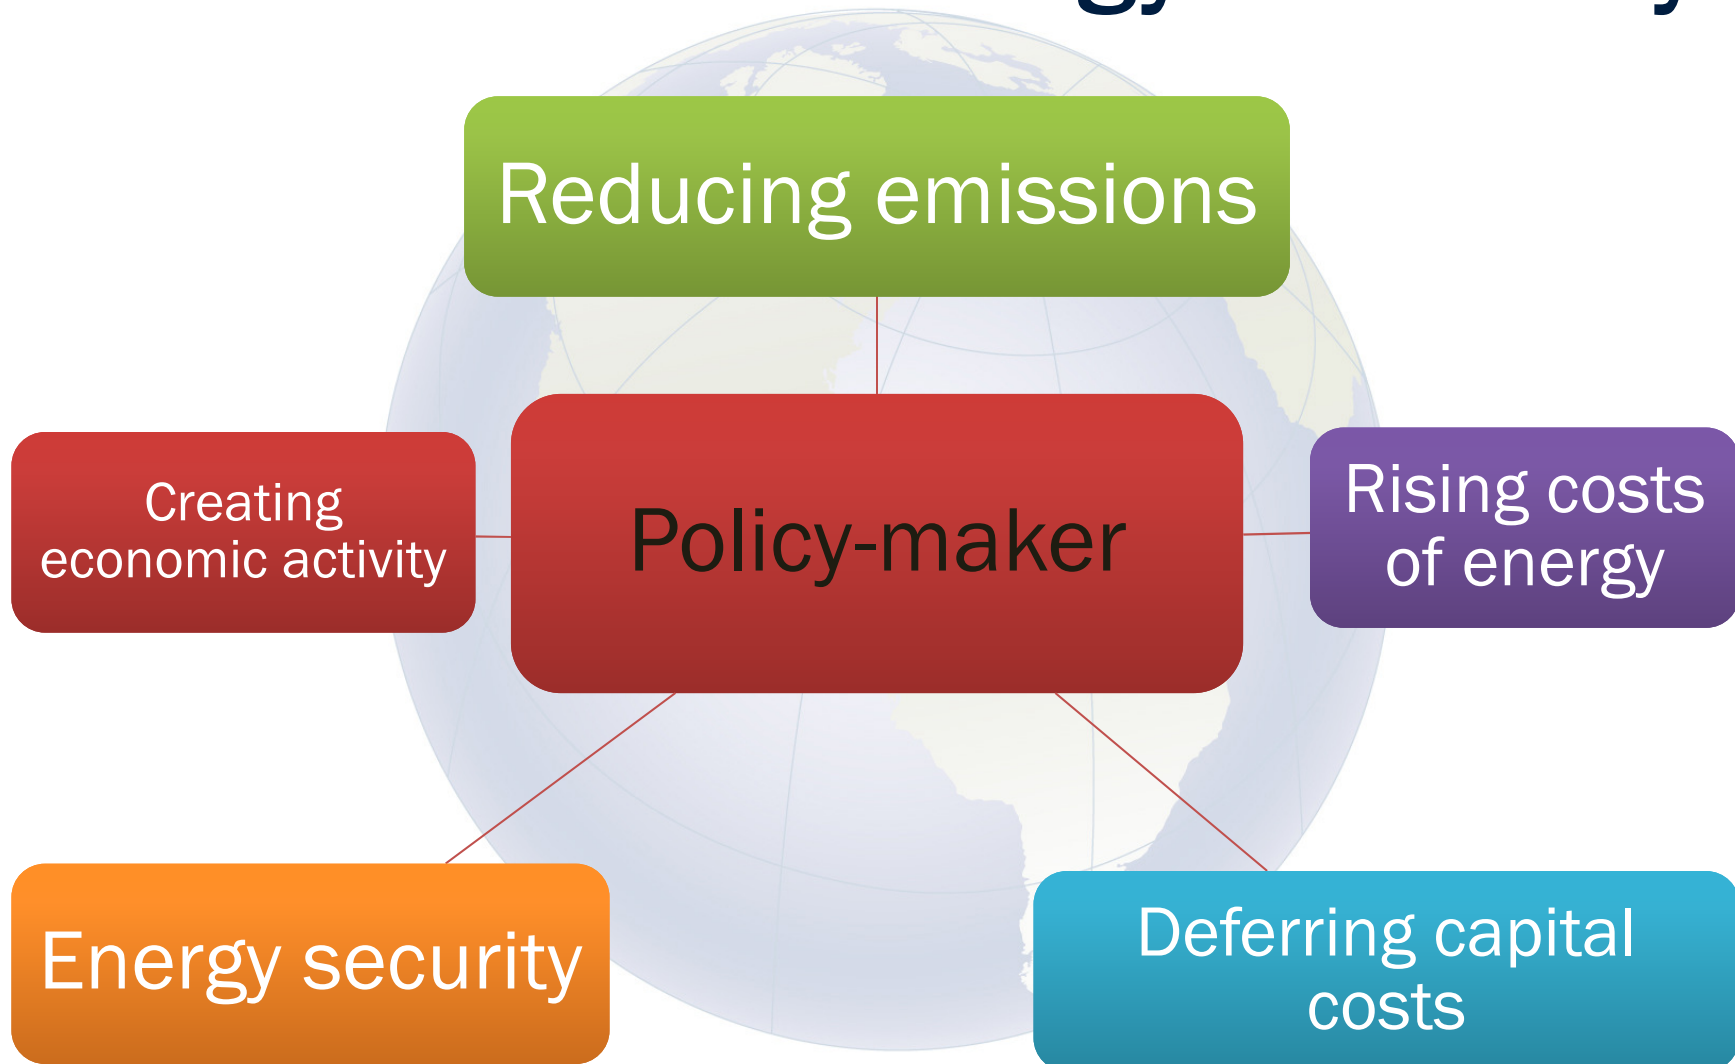 Reducing emissions
Creating
economic activity
Policy-maker
Rising costs
of energy
Energy security
Deferring capital
costs